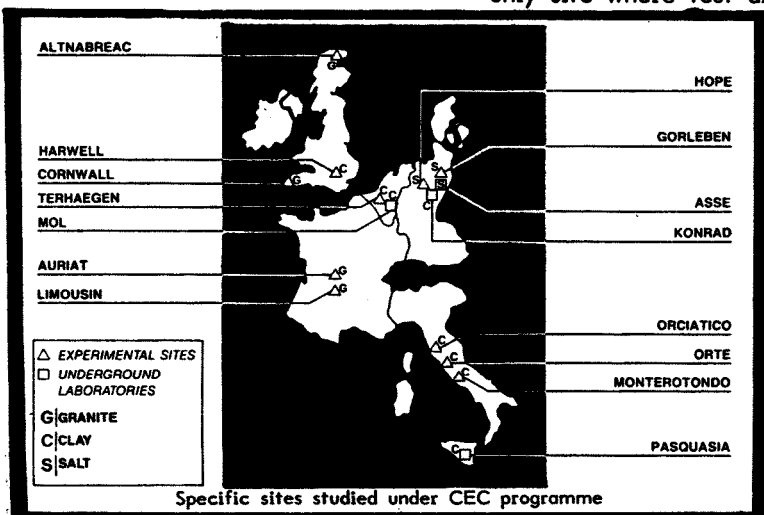 ALTNABREAC
HARWELL
CORNWALL
TERHAEGEN
MOL
AURIAT
LIMOUSIN
HOPE
GORLEBEN
ASSE
KONRAD
ORCIATICO
ORTE
MONTEROTONDO
PASQUASIA
G
C
G
C
C
G
G
S
S
S
C
C
C
C
C
△ EXPERIMENTAL SITES
□ UNDERGROUND
LABORATORIES
G|GRANITE
C|CLAY
S|SALT
Specific sites studied under CEC programme